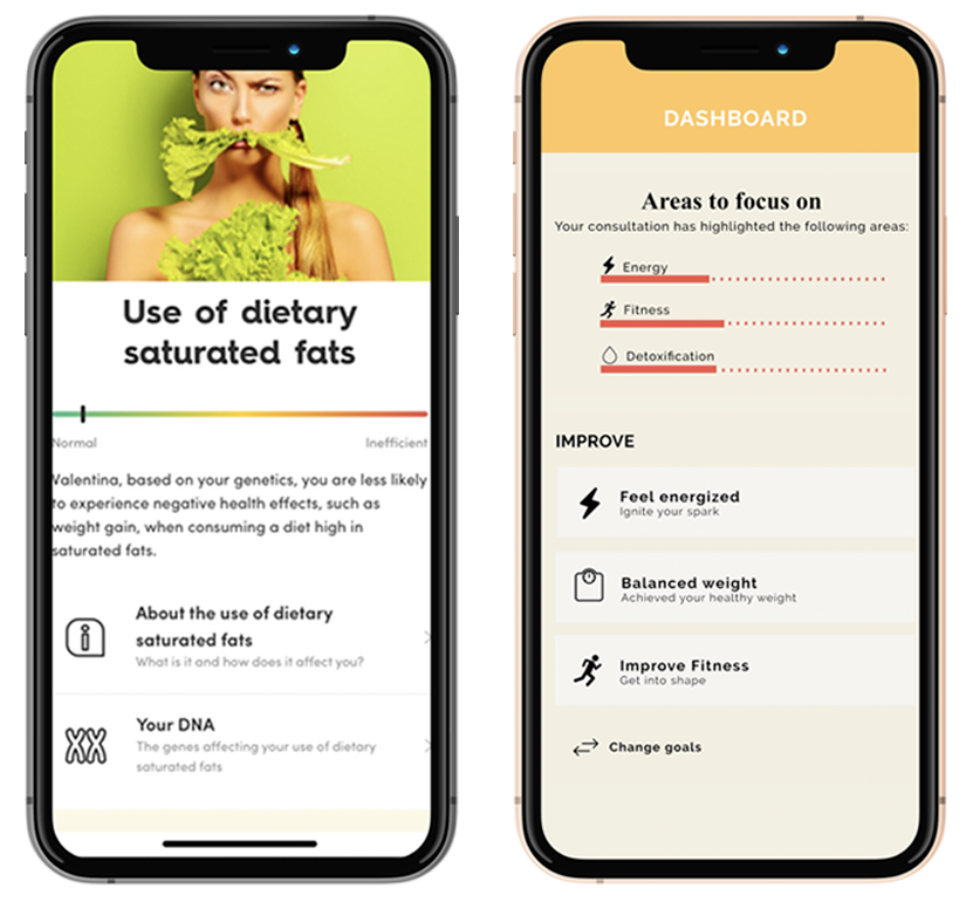 Use of dietary
saturated fats
Normal
Inefficient
Valentina, based on your genetics, you are less likely
to experience negative health effects, such as
weight gain, when consuming a diet high in
saturated fats.
About the use of dietary
saturated fats
What is it and how does it affect you?
Your DNA
The genes affecting your use of dietary
saturated fats
DASHBOARD
Areas to focus on
Your consultation has highlighted the following areas:
Energy
Fitness
Detoxification
IMPROVE
Feel energized
Ignite your spark
Balanced weight
Achieved your healthy weight
Improve Fitness
Get into shape
Change goals